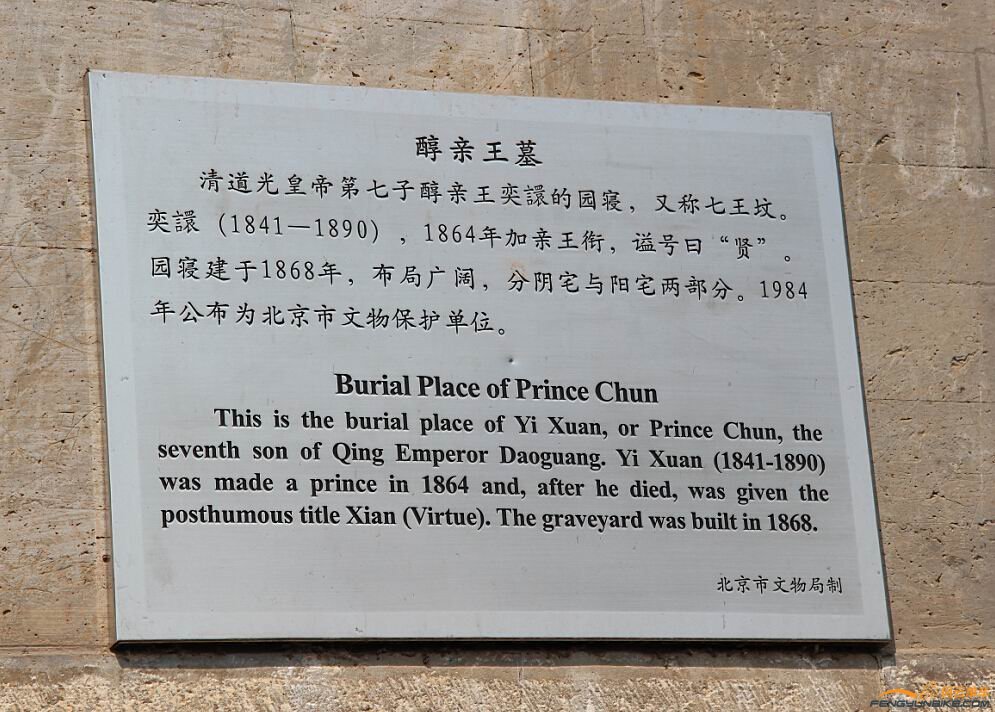 醇亲王墓
清道光皇帝第七子醇亲王奕譞的园寝，又称七王坟。
奕譞（1841—1890），1864年加亲王衔，谥号曰“贤”。
园寝建于1868年，布局广阔，分阴宅与阳宅两部分。1984
年公布为北京市文物保护单位。
Burial Place of Prince Chun
This is the burial place of Yi Xuan, or Prince Chun, the
seventh son of Qing Emperor Daoguang. Yi Xuan (1841-1890)
was made a prince in 1864 and, after he died, was given the
posthumous title Xian (Virtue). The graveyard was built in 1868.
北京市文物局制
FENGYUNBIKE.COM